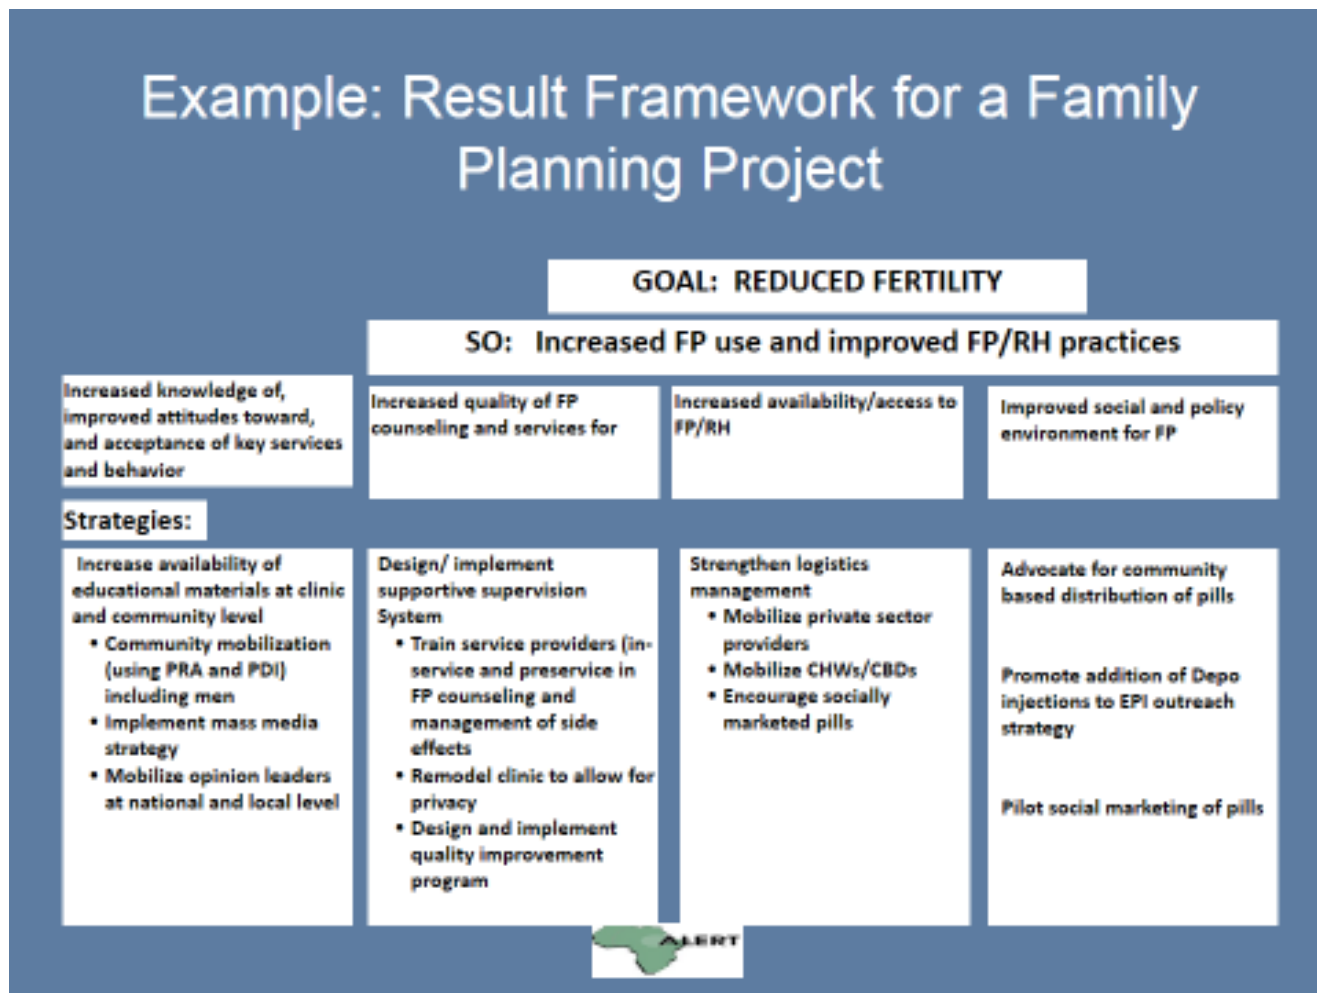 Example: Result Framework for a Family
Planning Project
GOAL: REDUCED FERTILITY
SO: Increased FP use and improved FP/RH practices
Increased knowledge of,
improved attitudes toward,
and acceptance of key services
and behavior
Increased quality of FP
counseling and services for
Increased availability/access to
FP/RH
Improved social and policy
environment for FP
Strategies:
Increase availability of
educational materials at clinic
and community level
• Community mobilization
(using PRA and PDI)
including men
• Implement mass media
strategy
• Mobilize opinion leaders
at national and local level
Design/ implement
supportive supervision
System
• Train service providers (in-
service and preservice in
FP counseling and
management of side
effects
• Remodel clinic to allow for
privacy
• Design and implement
quality improvement
program
Strengthen logistics
management
• Mobilize private sector
providers
• Mobilize CHWs/CBDs
• Encourage socially
marketed pills
Advocate for community
based distribution of pills
Promote addition of Depo
injections to EPI outreach
strategy
Pilot social marketing of pills
ALERT